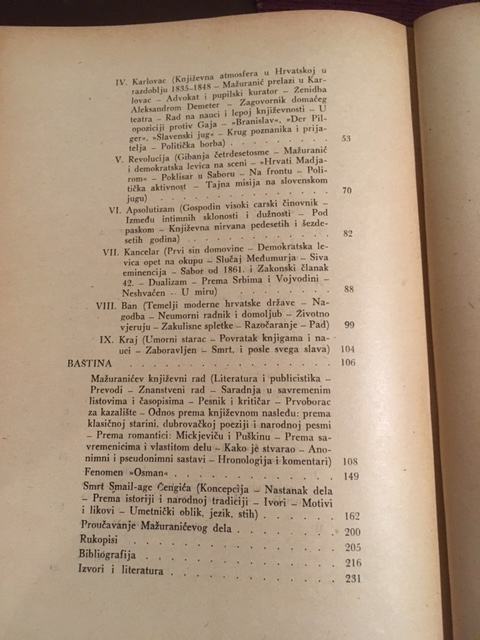 IV. Karlovac (Književna atmosfera u Hrvatskoj u
razdoblju 1835–1848 – Mažuranić prelazi u Kar-
lovac – Advokat i pupilski kurator – Ženidba
Aleksandrom Demeter – Zagovornik domaćeg
teatra – Rad na nauci i lepoj književnosti – U
opoziciji protiv Gaja – »Branislav«, »Der Pil-
ger«, »Slavenski jug« – Krug poznanika i prija-
telja – Politička borba) . . . . . . . . . 53
V. Revolucija (Gibanja četrdesetosme – Mažuranić
i demokratska levica na sceni – »Hrvati Madja-
rom« – Poklisar u Saboru – Na frontu – Poli-
tička aktivnost – Tajna misija na slovenskom
jugu) . . . . . . . . . . . . . . 70
VI. Apsolutizam (Gospodin visoki carski činovnik –
Između intimnih sklonosti i dužnosti – Pod
paskom – Književna nirvana pedesetih i šezde-
setih godina) . . . . . . . . . . . . 82
VII. Kancelar (Prvi sin domovine – Demokratska le-
vica opet na okupu – Slučaj Međumurja – Siva
eminencija – Sabor od 1861. i Zakonski članak
42. – Dualizam – Prema Srbima i Vojvodini –
Neshvaćen – U miru) . . . . . . . . 88
VIII. Ban (Temelji moderne hrvatske države – Na-
godba – Neumorni radnik i domoljub – Životno
vjeruju – Zakulisne spletke – Razočaranje – Pad) 99
IX. Kraj (Umorni starac – Povratak knjigama i na-
uci – Zaboravljen – Smrt, i posle svega slava) 104
BAŠTINA . . . . . . . . . . . . . . 106
Mažuranićev književni rad (Literatura i publicistika –
Prevodi – Znanstveni rad – Saradnja u savremenim
listovima i časopisima – Pesnik i kritičar – Prvoborac
za kazalište – Odnos prema književnom nasleđu: prema
klasičnoj starini, dubrovačkoj poeziji i narodnoj pesmi
– Prema romantici: Mickjeviču i Puškinu – Prema sa-
vremenicima i vlastitom delu – Kako je stvarao – Ano-
nimni i pseudonimni sastavi – Hronologija i komentari) 108
Fenomen »Osman« . . . . . . . . . . . . 149
Smrt Smail-age Čengića (Koncepcija – Nastanak dela
– Prema istoriji i narodnoj tradiciji – Izvori – Motivi
i likovi – Umetnički oblik, jezik, stih) . . . . . . 162
Proučavanje Mažuranićevog dela . . . . . . . . 200
Rukopisi . . . . . . . . . . . . . . 205
Bibliografija . . . . . . . . . . . . . 216
Izvori i literatura . . . . . . . . . . . . 231